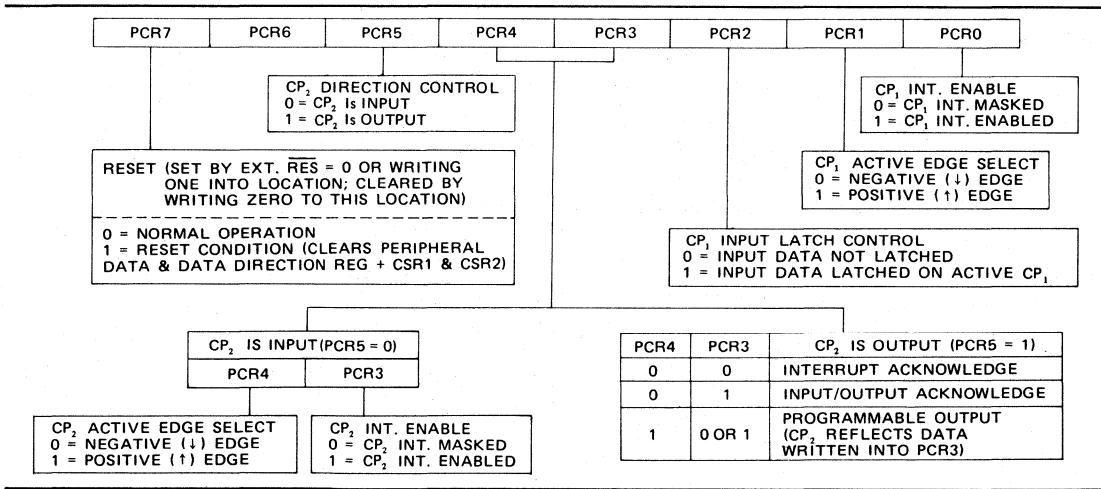 PCR7 PCR6 PCR5 PCR4 PCR3 PCR2 PCR1 PCR0
CP₂ DIRECTION CONTROL
0 = CP₂ Is INPUT
1 = CP₂ Is OUTPUT
CP₁ INT. ENABLE
0 = CP₁ INT. MASKED
1 = CP₁ INT. ENABLED
RESET (SET BY EXT. R̅E̅S̅ = 0 OR WRITING
ONE INTO LOCATION; CLEARED BY
WRITING ZERO TO THIS LOCATION)
0 = NORMAL OPERATION
1 = RESET CONDITION (CLEARS PERIPHERAL
DATA & DATA DIRECTION REG + CSR1 & CSR2)
CP₁ ACTIVE EDGE SELECT
0 = NEGATIVE (↓) EDGE
1 = POSITIVE (↑) EDGE
CP₁ INPUT LATCH CONTROL
0 = INPUT DATA NOT LATCHED
1 = INPUT DATA LATCHED ON ACTIVE CP₁
CP₂ IS INPUT (PCR5 = 0)
PCR4 PCR3
CP₂ ACTIVE EDGE SELECT
0 = NEGATIVE (↓) EDGE
1 = POSITIVE (↑) EDGE
CP₂ INT. ENABLE
0 = CP₂ INT. MASKED
1 = CP₂ INT. ENABLED
PCR4 PCR3 CP₂ IS OUTPUT (PCR5 = 1)
0 0 INTERRUPT ACKNOWLEDGE
0 1 INPUT/OUTPUT ACKNOWLEDGE
1 0 OR 1 PROGRAMMABLE OUTPUT
(CP₂ REFLECTS DATA
WRITTEN INTO PCR3)